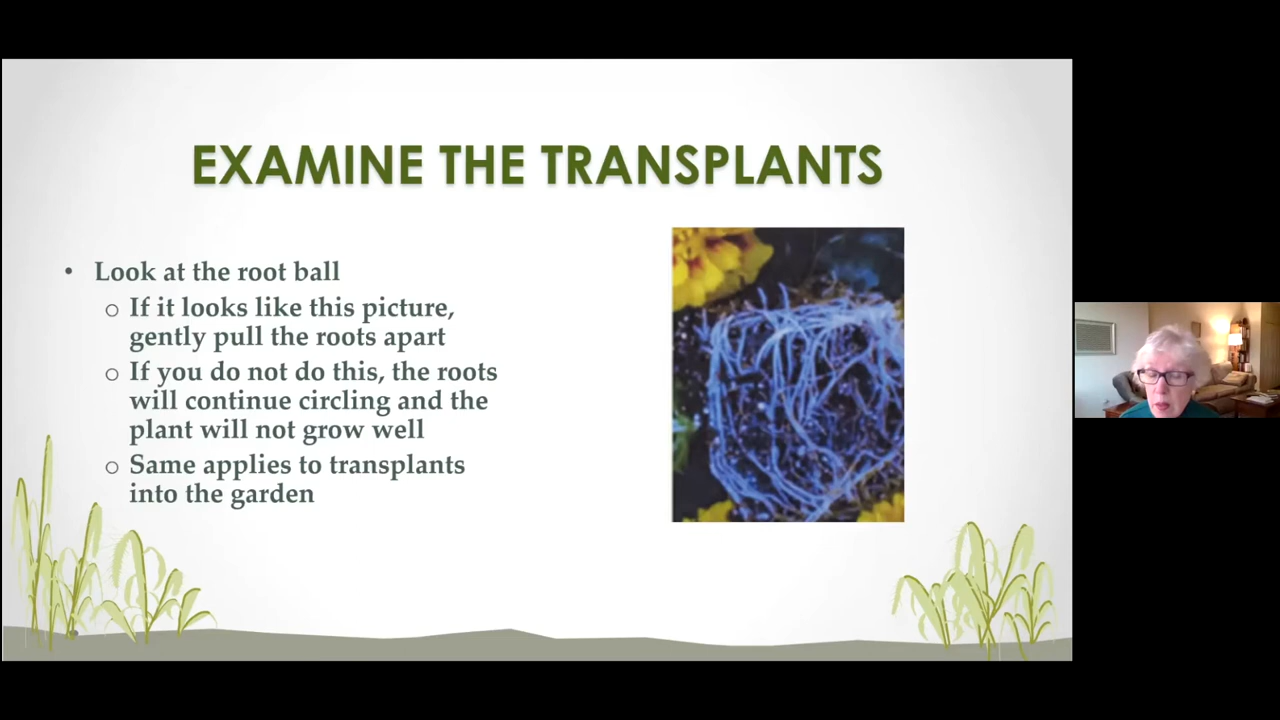 EXAMINE THE TRANSPLANTS
• Look at the root ball
o If it looks like this picture,
gently pull the roots apart
o If you do not do this, the roots
will continue circling and the
plant will not grow well
o Same applies to transplants
into the garden